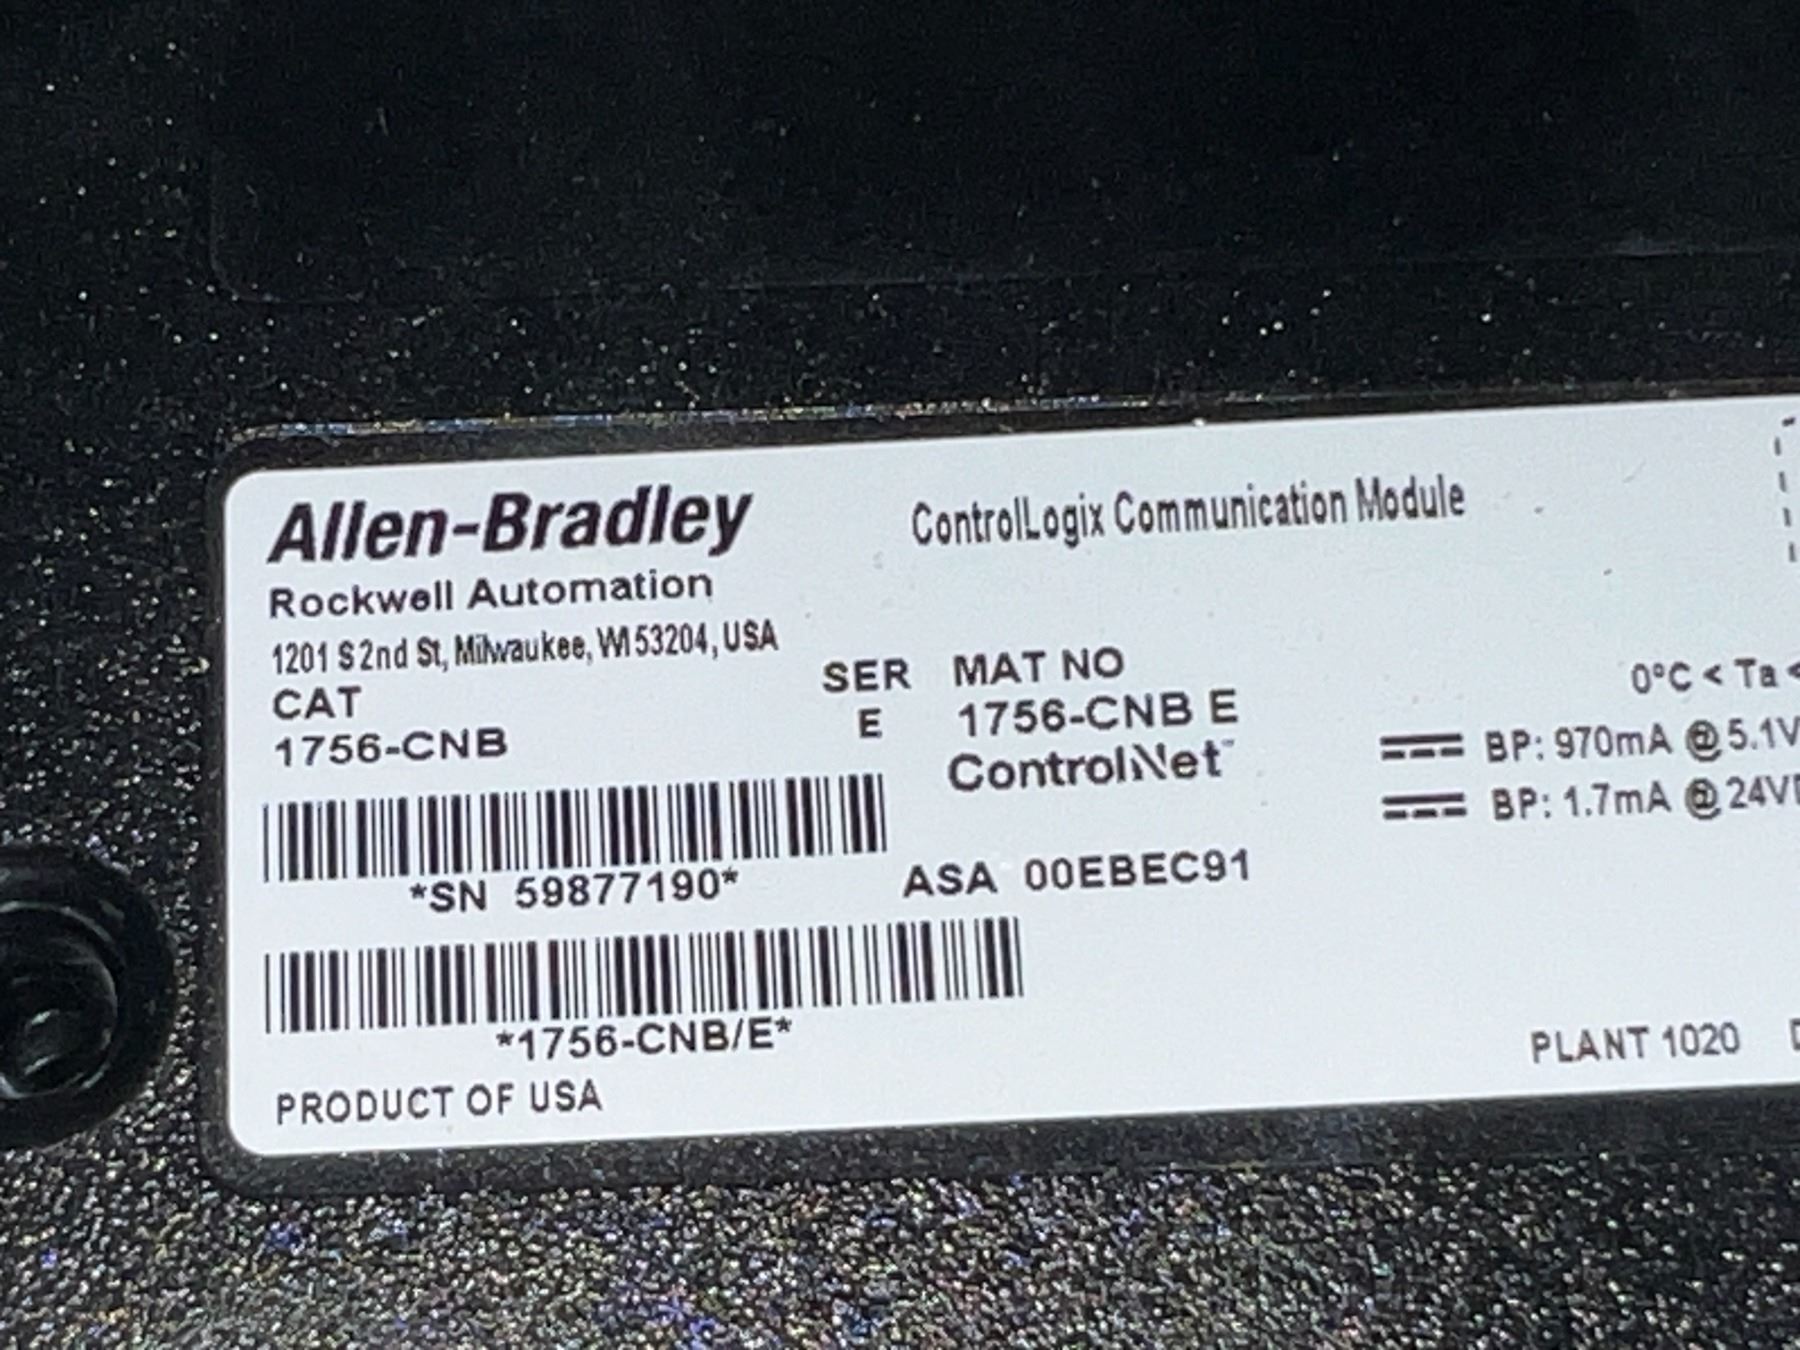 Allen-Bradley
ControlLogix Communication Module
Rockwell Automation
1201 S 2nd St, Milwaukee, WI 53204, USA
CAT
SER
MAT NO
1756-CNB
E
1756-CNB E
ControlNet™
0°C < Ta <
BP: 970mA @ 5.1V
BP: 1.7mA @ 24V
*SN 59877190*
ASA 00EBEC91
*1756-CNB/E*
PRODUCT OF USA
PLANT 1020